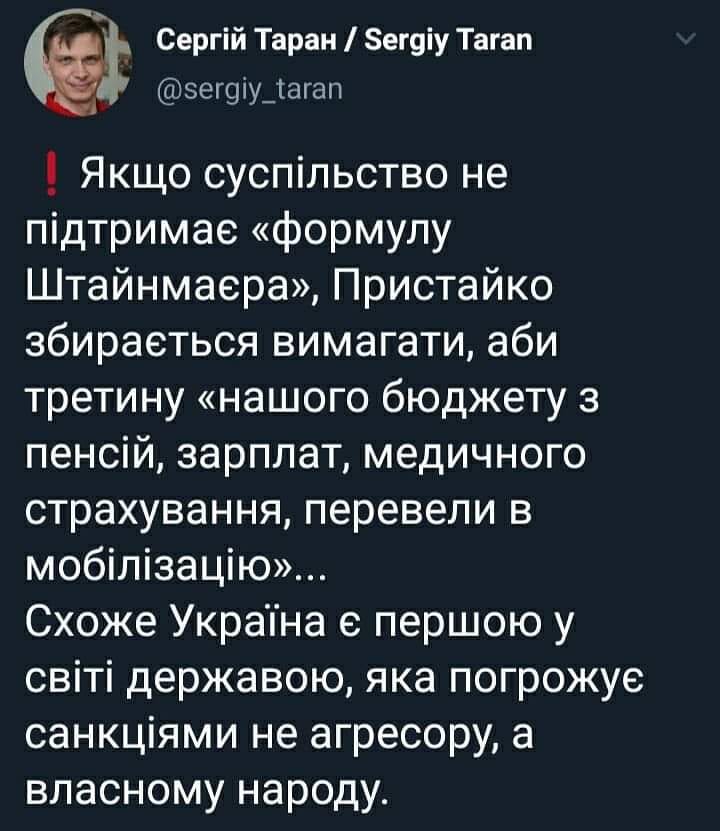 Сергій Таран / Sergiy Taran
@sergiy_taran
❗ Якщо суспільство не
підтримає «формулу
Штайнмаєра», Пристайко
збирається вимагати, аби
третину «нашого бюджету з
пенсій, зарплат, медичного
страхування, перевели в
мобілізацію»...
Схоже Україна є першою у
світі державою, яка погрожує
санкціями не агресору, а
власному народу.